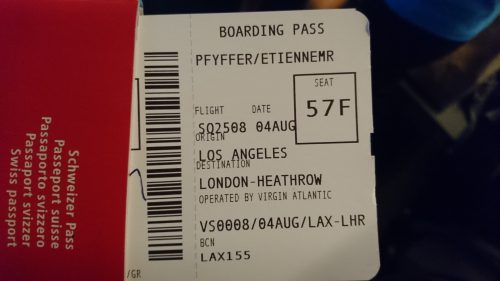 Schweizer Pass
Passeport suisse
Passaporto svizzero
Passaport svizzer
Swiss passport
BOARDING PASS
PFYFFER/ETIENNEMR
SEAT
57F
FLIGHT DATE
SQ2508 04AUG
ORIGIN
LOS ANGELES
DESTINATION
LONDON-HEATHROW
OPERATED BY VIRGIN ATLANTIC
VS0008/04AUG/LAX-LHR
BCN
LAX155
/GR